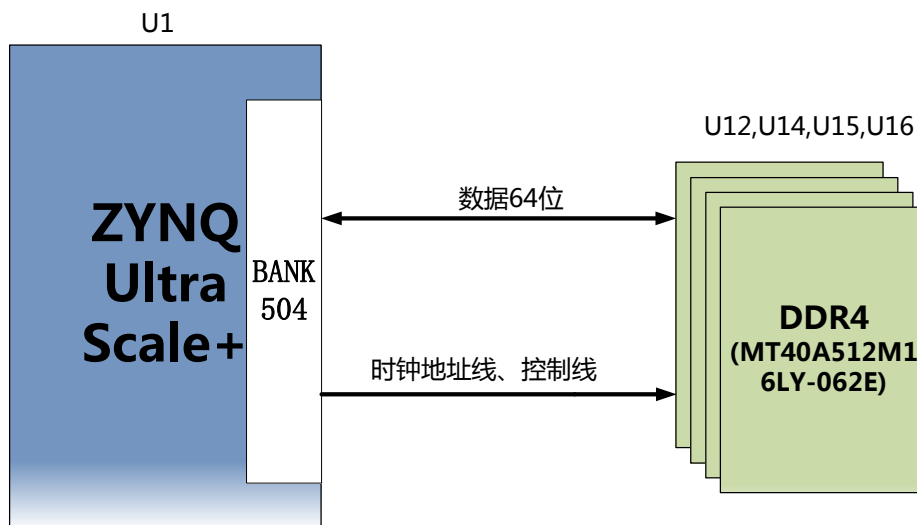 U1
U12,U14,U15,U16
数据64位
ZYNQ
Ultra
Scale+
BANK
504
DDR4
(MT40A512M1
6LY-062E)
时钟地址线、控制线